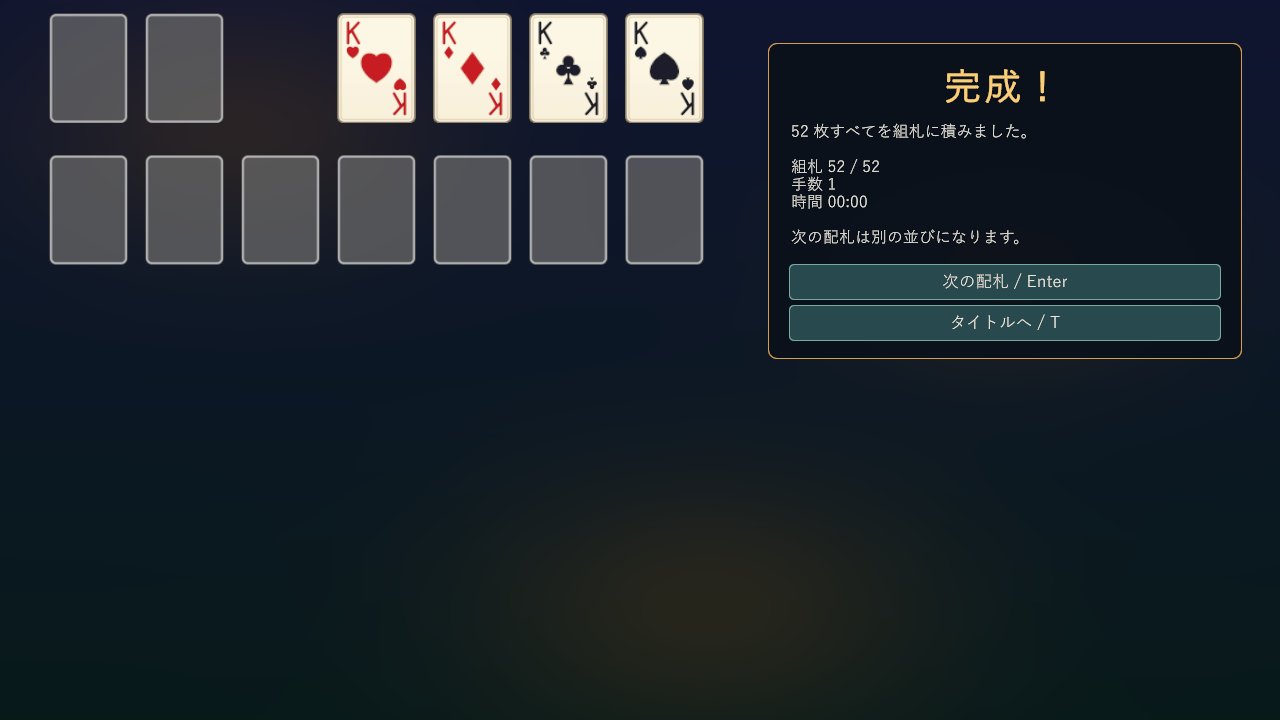 K
K
K
K
K
K
K
K
完成！
52 枚すべてを組札に積みました。
組札 52 / 52
手数 1
時間 00:00
次の配札は別の並びになります。
次の配札 / Enter
タイトルへ / T